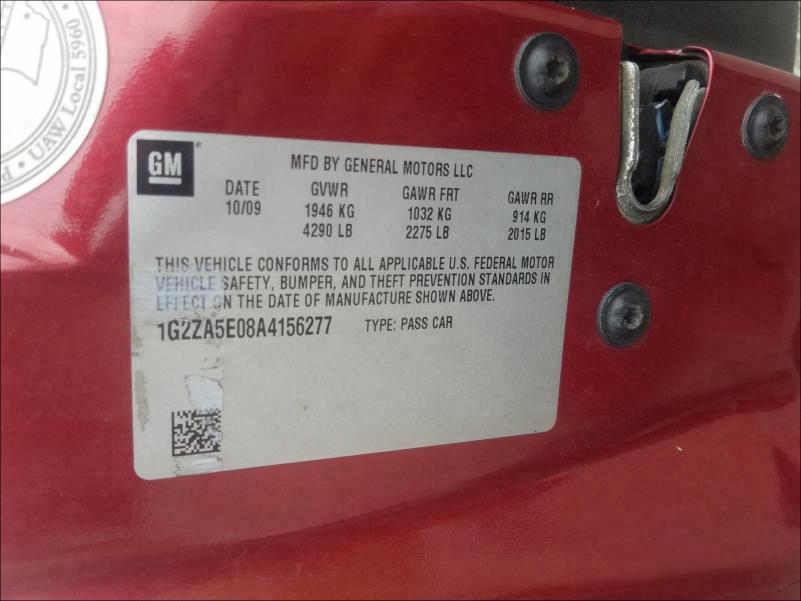 UAW Local 5960
GM
MFD BY GENERAL MOTORS LLC
DATE GVWR GAWR FRT GAWR RR
10/09 1946 KG 1032 KG 914 KG
4290 LB 2275 LB 2015 LB
THIS VEHICLE CONFORMS TO ALL APPLICABLE U.S. FEDERAL MOTOR
VEHICLE SAFETY, BUMPER, AND THEFT PREVENTION STANDARDS IN
EFFECT ON THE DATE OF MANUFACTURE SHOWN ABOVE.
1G2ZA5E08A4156277 TYPE: PASS CAR